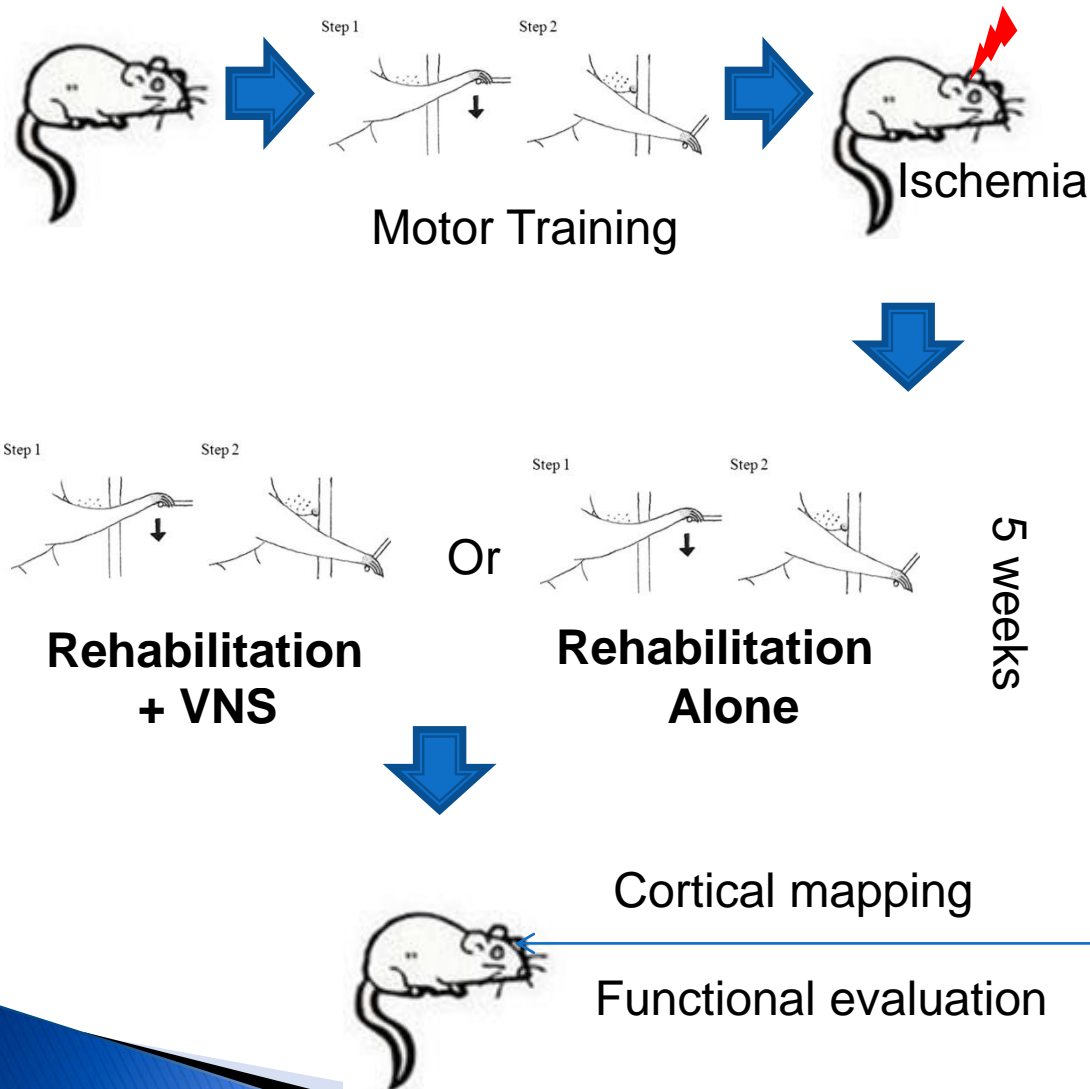 Step 1
Step 2
Ischemia
Motor Training
Step 1
Step 2
Or
Step 1
Step 2
5 weeks
Rehabilitation
+ VNS
Rehabilitation
Alone
Cortical mapping
Functional evaluation